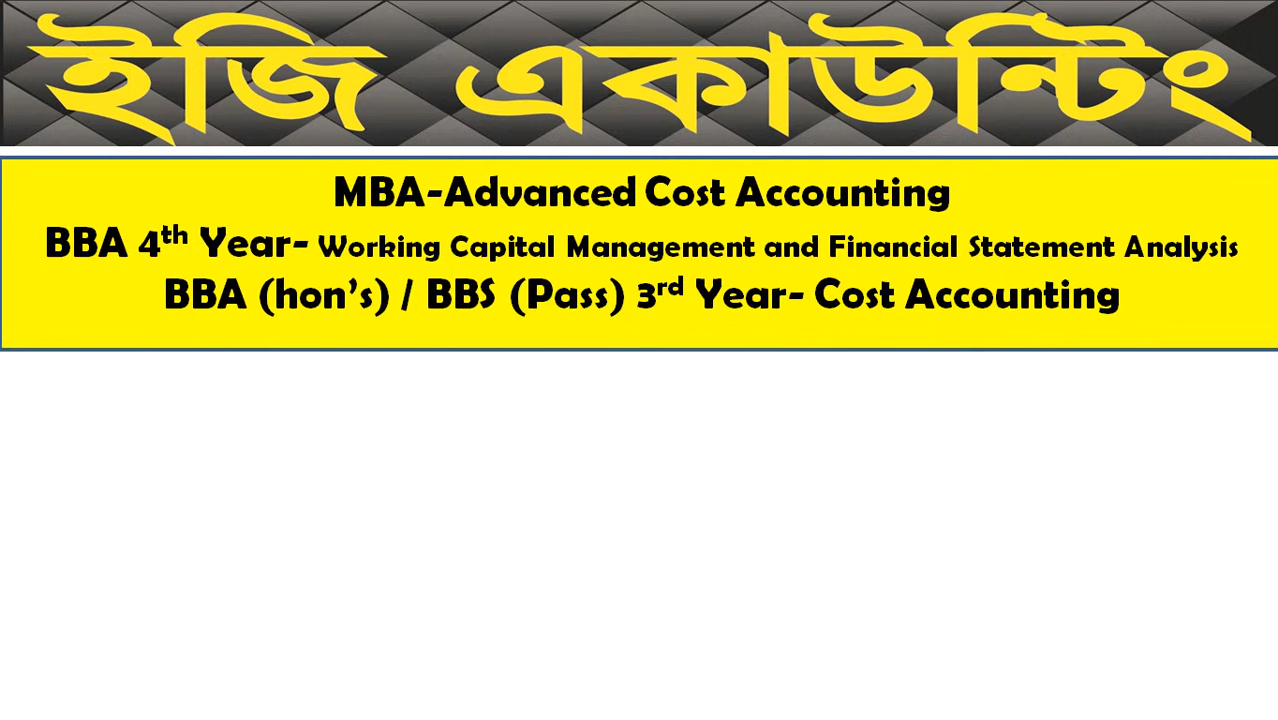 ইজি একাউন্টিং
MBA-Advanced Cost Accounting
BBA 4th Year- Working Capital Management and Financial Statement Analysis
BBA (hon’s) / BBS (Pass) 3rd Year- Cost Accounting